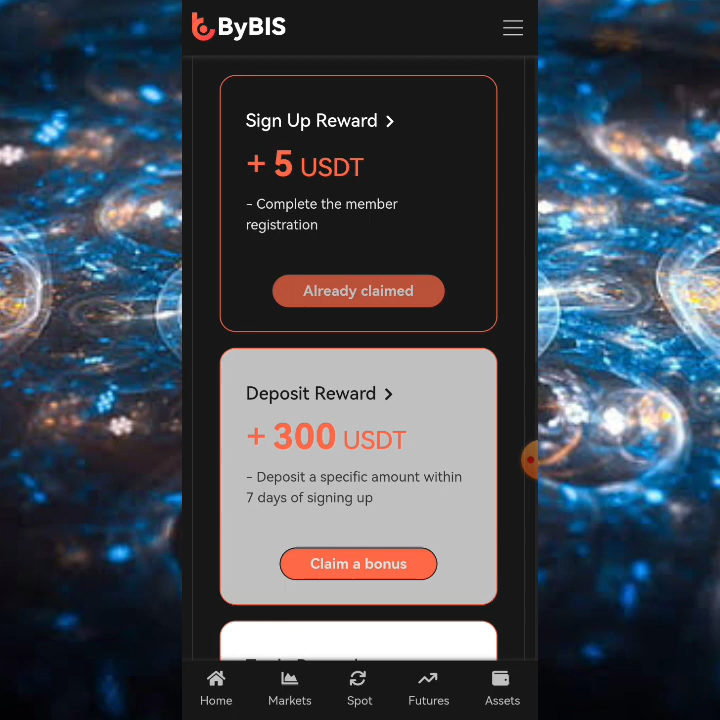 ByBIS
Sign Up Reward
+ 5 USDT
- Complete the member
registration
Already claimed
Deposit Reward
+ 300 USDT
- Deposit a specific amount within
7 days of signing up
Claim a bonus
Home Markets Spot Futures Assets